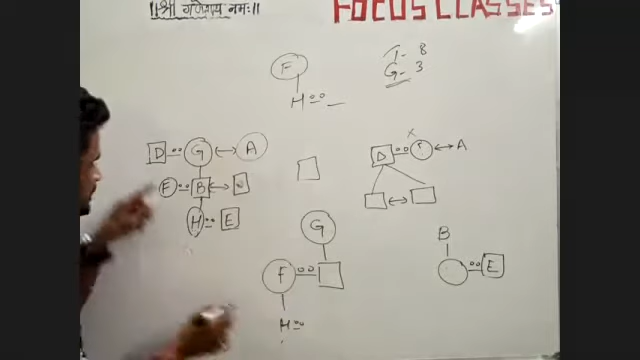 ॥श्री गणेशाय नमः॥
FOCUS CLASSES
F
H
T- 8
G- 3
D G ↔ A
F B ↔
H E
D ↔ A
↔
G
F
H
B
E